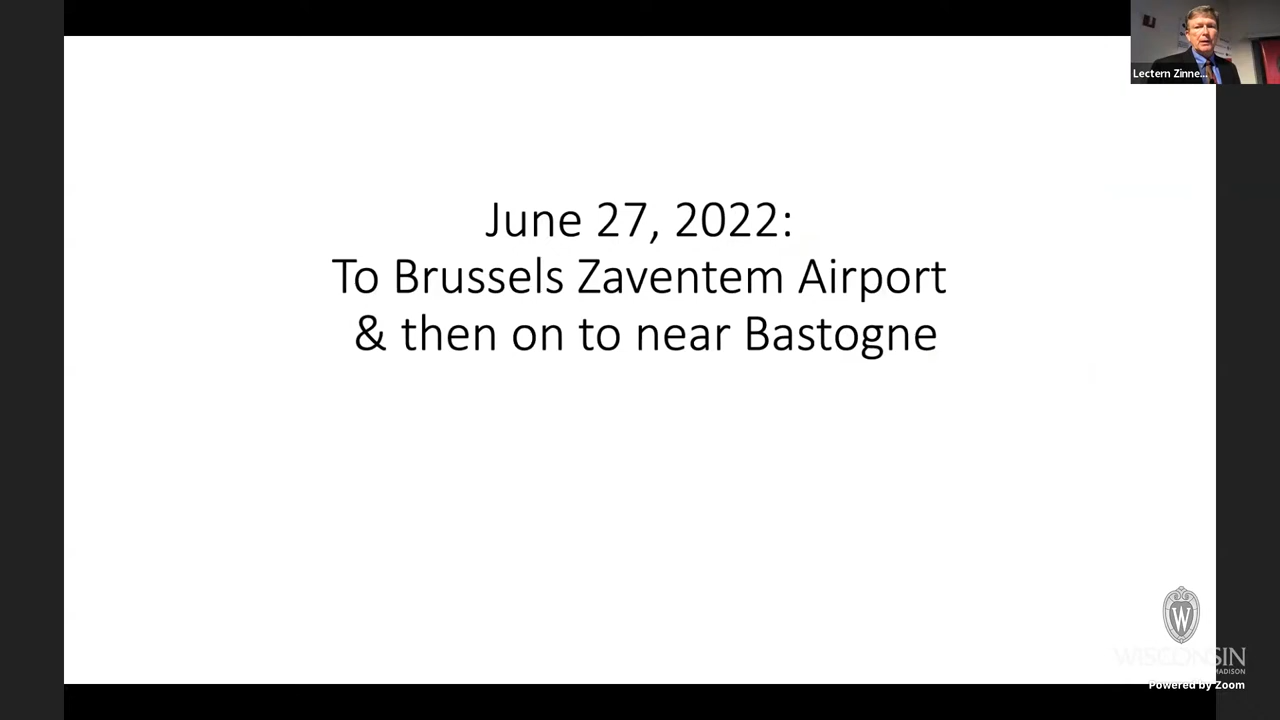 Lectern Zinne...
June 27, 2022:
To Brussels Zaventem Airport
& then on to near Bastogne
W
WISCONSIN
MADISON
Powered by Zoom